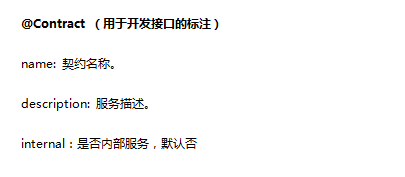 @Contract （用于开发接口的标注）
name: 契约名称。
description: 服务描述。
internal：是否内部服务，默认否